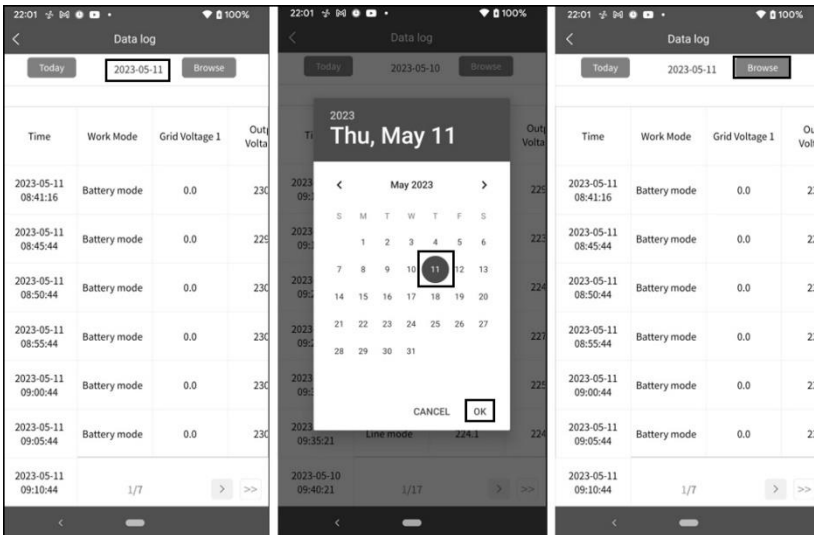 22:01 100%
Data log
Today 2023-05-11 Browse
Time Work Mode Grid Voltage 1
2023-05-11
08:41:16 Battery mode 0.0
2023-05-11
08:45:44 Battery mode 0.0
2023-05-11
08:50:44 Battery mode 0.0
2023-05-11
08:55:44 Battery mode 0.0
2023-05-11
09:00:44 Battery mode 0.0
2023-05-11
09:05:44 Battery mode 0.0
2023-05-11
09:10:44
1/7 > >>
22:01 100%
Data log
Today 2023-05-10 Browse
2023
Thu, May 11
May 2023
S M T W T F S
1 2 3 4 5 6
7 8 9 10 11 12 13
14 15 16 17 18 19 20
21 22 23 24 25 26 27
28 29 30 31
CANCEL OK
09:35:21 Line mode 224.1 224
2023-05-10
09:40:21
1/17 > >>
22:01 100%
Data log
Today 2023-05-11 Browse
Time Work Mode Grid Voltage 1
2023-05-11
08:41:16 Battery mode 0.0
2023-05-11
08:45:44 Battery mode 0.0
2023-05-11
08:50:44 Battery mode 0.0
2023-05-11
08:55:44 Battery mode 0.0
2023-05-11
09:00:44 Battery mode 0.0
2023-05-11
09:05:44 Battery mode 0.0
2023-05-11
09:10:44
1/7 > >>